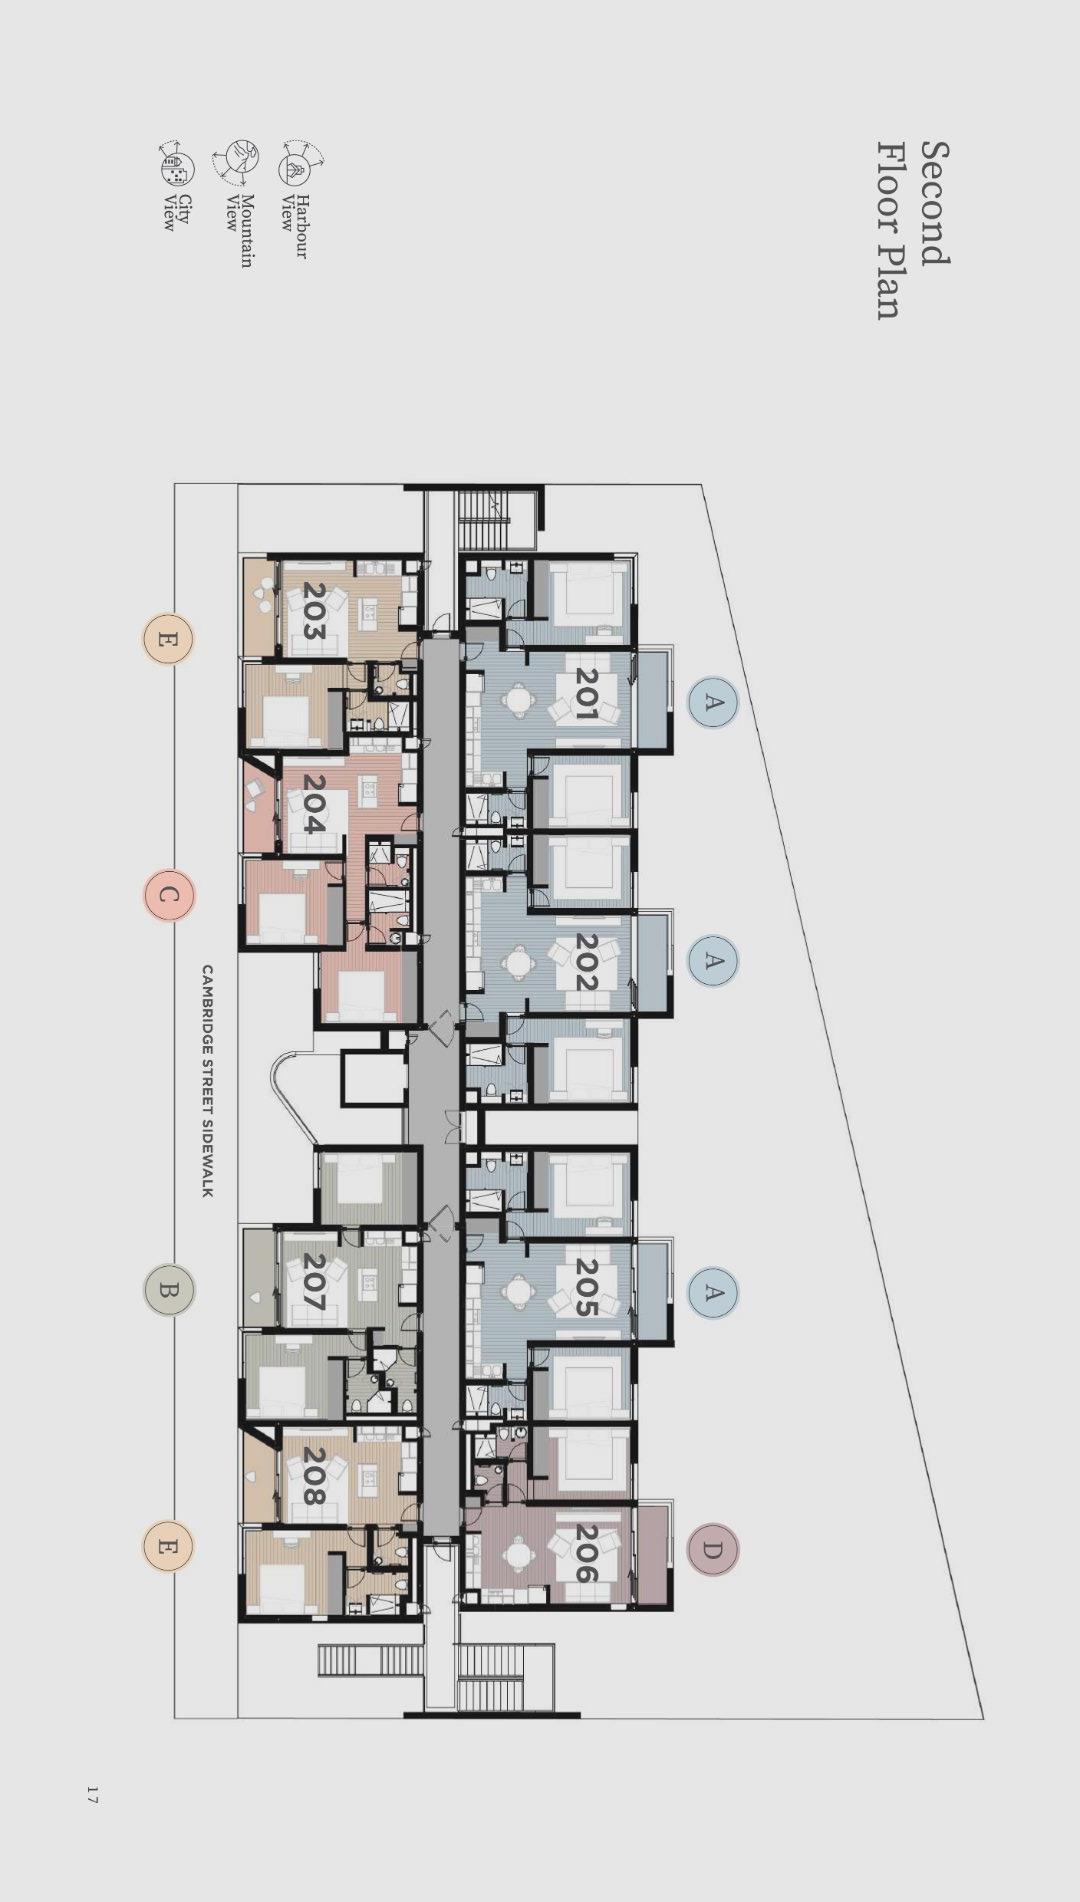 Second
Floor Plan
Harbour
View
Mountain
View
City
View
A
A
A
D
201
202
205
206
203
204
207
208
CAMBRIDGE STREET SIDEWALK
E
C
B
E
17